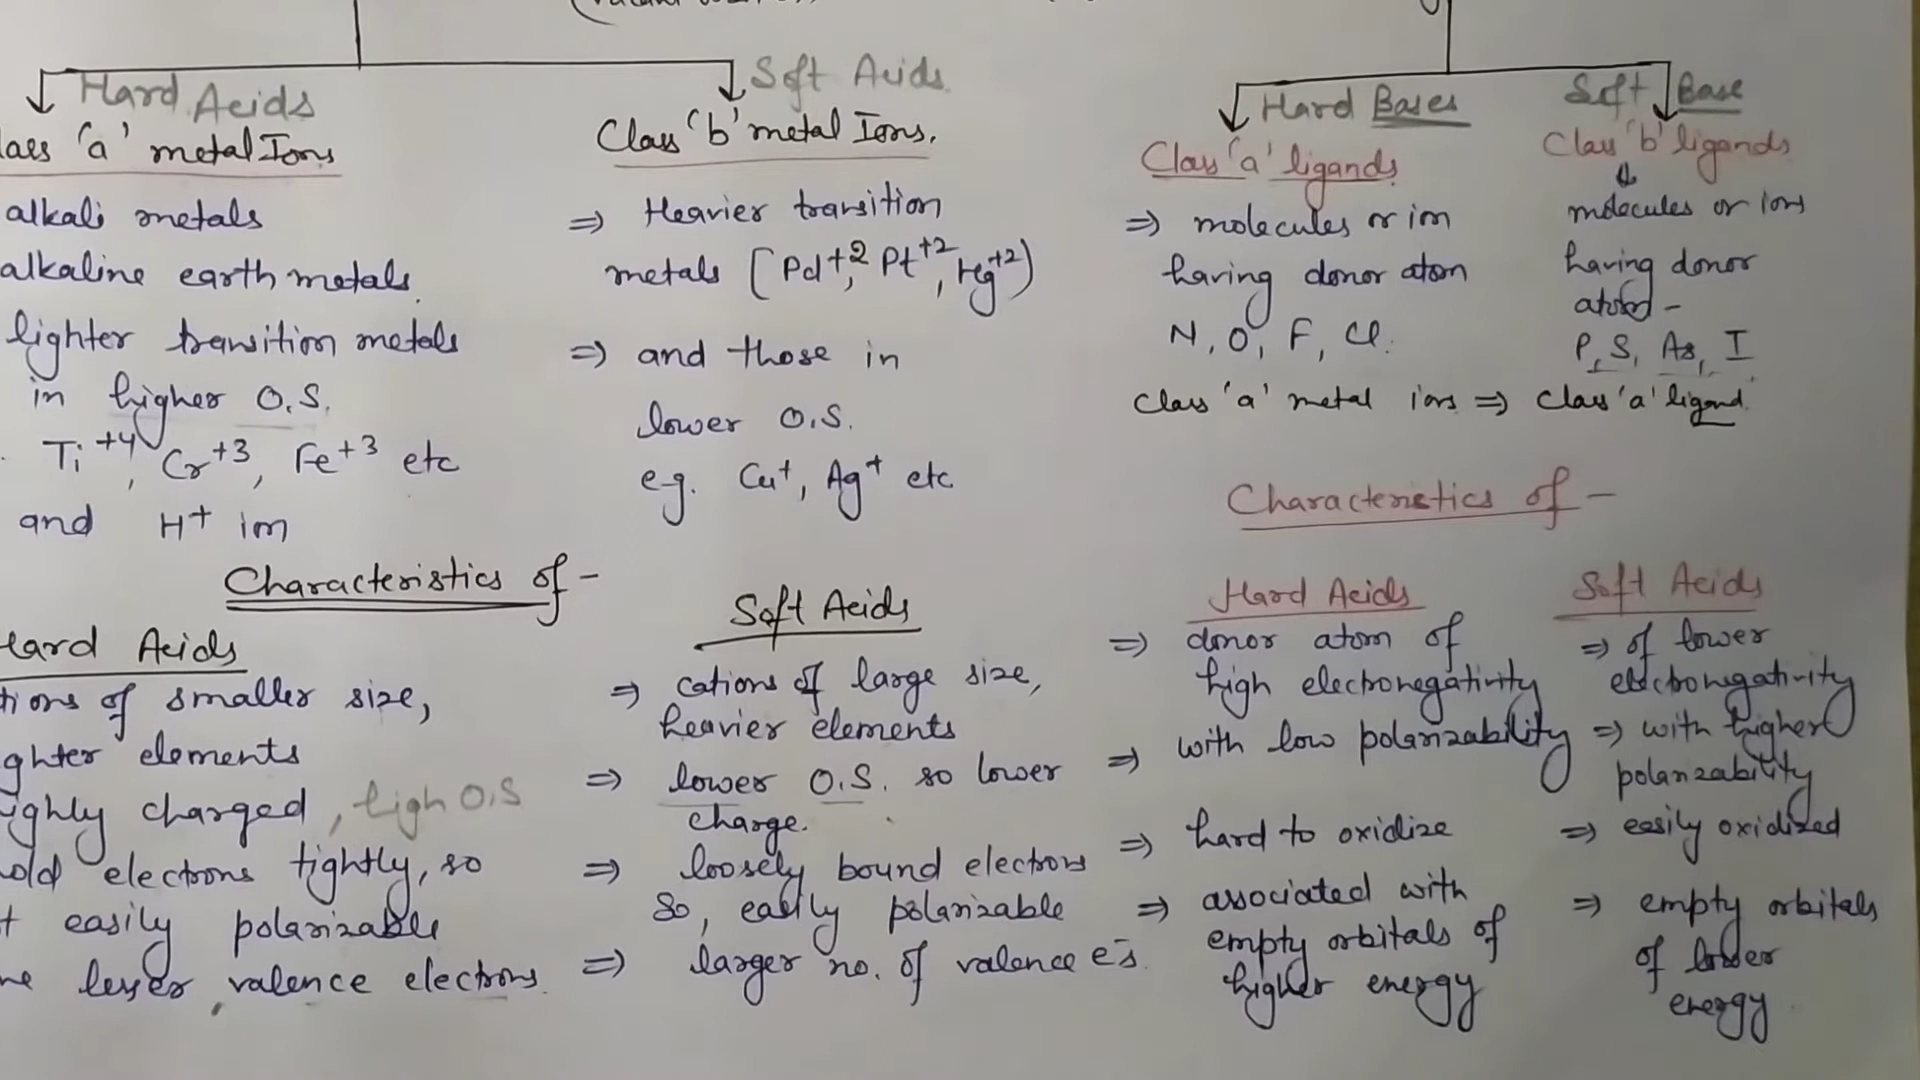 Hard Acids
Class 'a' metal Ions
alkali metals
alkaline earth metals
lighter transition metals
in higher O.S.
Ti+4, Cr+3, Fe+3 etc
and H+ ion
Soft Acids
Class 'b' metal Ions.
⇒ Heavier transition
metals [Pd+2, Pt+2, Hg+2)
⇒ and those in
lower O.S.
e.g. Cu+, Ag+ etc
Characteristics of -
Hard Acids
tions of smaller size,
ghter elements
ighly charged, high O.S
old electrons tightly, so
t easily polarizable
ve lesser valence electrons.
Soft Acids
⇒ cations of large size,
heavier elements
⇒ lower O.S. so lower
charge.
⇒ loosely bound electrons
So, easily polarizable
⇒ larger no. of valence e-s.
Hard Bases
Class 'a' ligands
⇒ molecules or ion
having donor atom
N, O, F, Cl.
Soft Base
Class 'b' ligands
⇓
molecules or ions
having donor
P, S, As, I
Class 'a' metal ions ⇒ Class 'a' ligand
Characteristics of -
Hard Acids
⇒ donor atom of
high electronegativity
⇒ with low polarizability
⇒ hard to oxidize
⇒ associated with
empty orbitals of
higher energy
Soft Acids
⇒ of lower
electronegativity
⇒ with higher
polarizability
⇒ easily oxidized
⇒ empty orbitals
of lower
energy